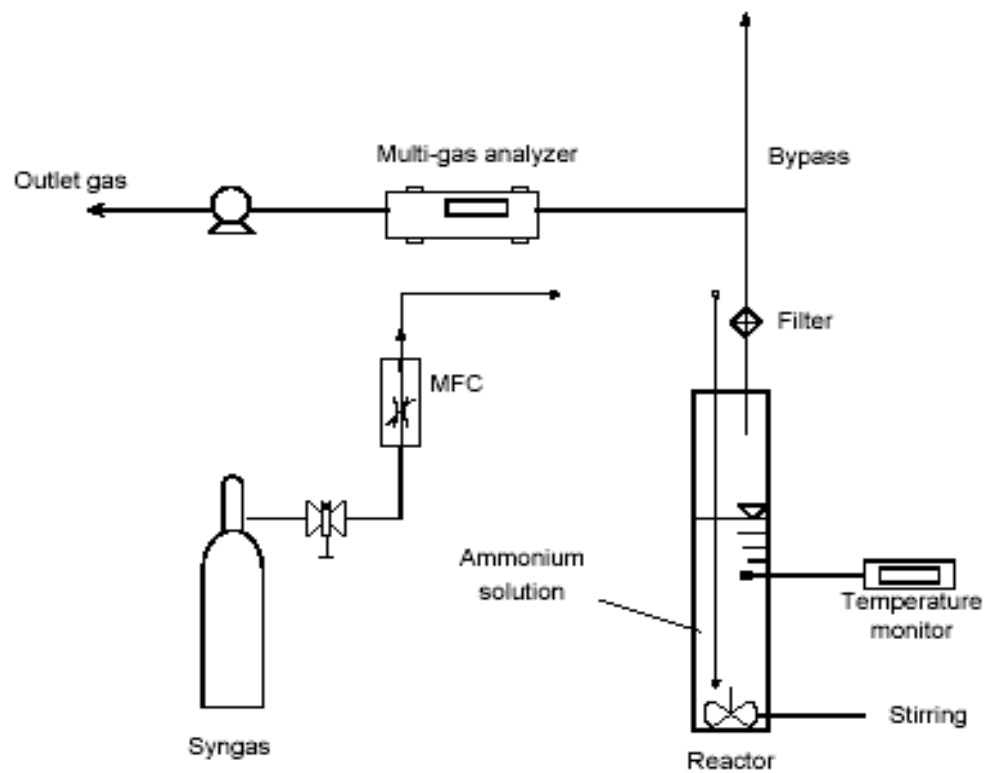 Multi-gas analyzer
Bypass
Outlet gas
Filter
MFC
Ammonium
solution
Temperature
monitor
Stirring
Syngas
Reactor